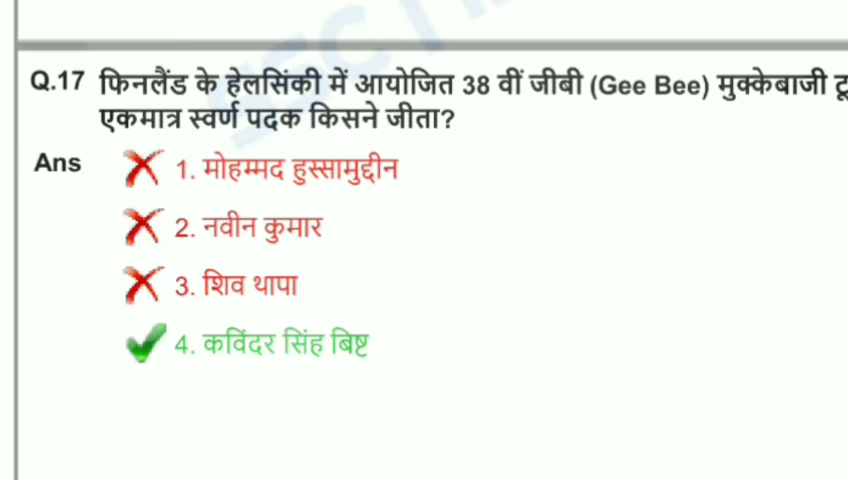 Q.17 फिनलैंड के हेलसिंकी में आयोजित 38 वीं जीबी (Gee Bee) मुक्केबाजी
एकमात्र स्वर्ण पदक किसने जीता?
Ans
1. मोहम्मद हुस्सामुद्दीन
2. नवीन कुमार
3. शिव थापा
4. कविंदर सिंह बिष्ट